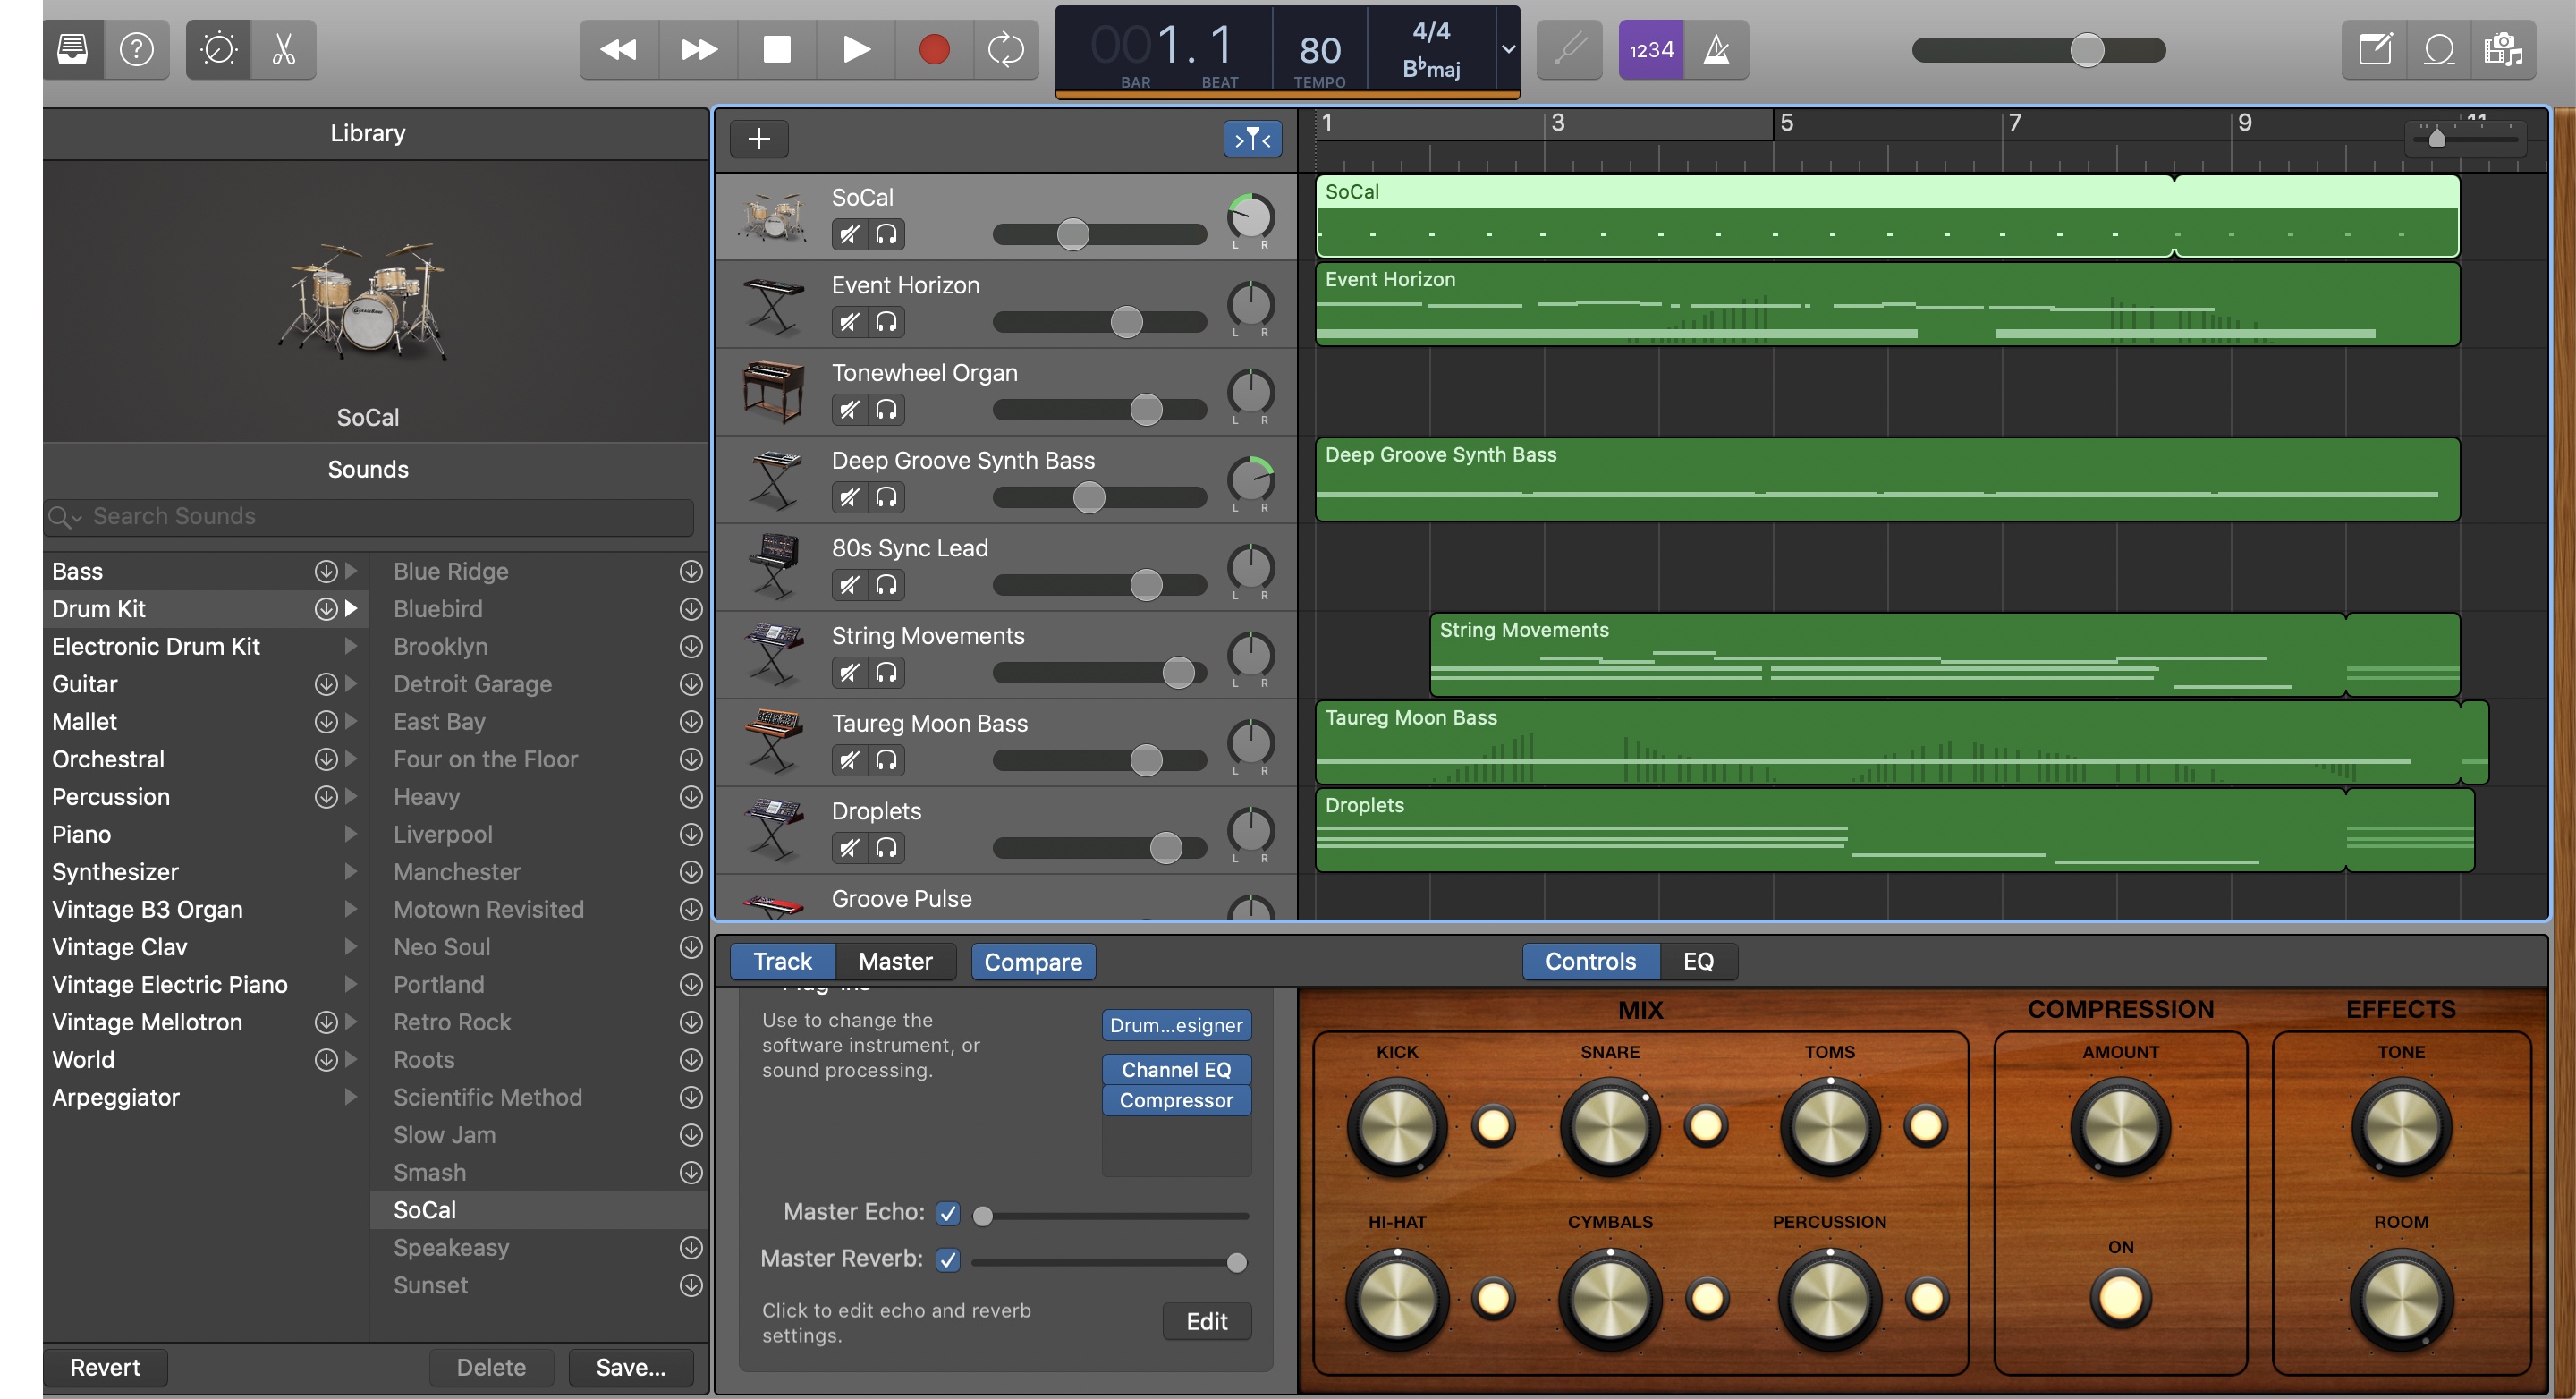 001.1
BAR BEAT
80
TEMPO
4/4
B♭maj
1234
Library
SoCal
Sounds
Search Sounds
Bass
Drum Kit
Electronic Drum Kit
Guitar
Mallet
Orchestral
Percussion
Piano
Synthesizer
Vintage B3 Organ
Vintage Clav
Vintage Electric Piano
Vintage Mellotron
World
Arpeggiator
Blue Ridge
Bluebird
Brooklyn
Detroit Garage
East Bay
Four on the Floor
Heavy
Liverpool
Manchester
Motown Revisited
Neo Soul
Portland
Retro Rock
Roots
Scientific Method
Slow Jam
Smash
SoCal
Speakeasy
Sunset
Revert
Delete
Save...
1 3 5 7 9 11
SoCal
L R
Event Horizon
L R
Tonewheel Organ
L R
Deep Groove Synth Bass
L R
80s Sync Lead
L R
String Movements
L R
Taureg Moon Bass
L R
Droplets
L R
Groove Pulse
SoCal
Event Horizon
Deep Groove Synth Bass
String Movements
Taureg Moon Bass
Droplets
Track
Master
Compare
Controls
EQ
Plug-ins
Use to change the
software instrument, or
sound processing.
Drum...esigner
Channel EQ
Compressor
Master Echo:
Master Reverb:
Click to edit echo and reverb
settings.
Edit
MIX
KICK SNARE TOMS
HI-HAT CYMBALS PERCUSSION
COMPRESSION
AMOUNT
ON
EFFECTS
TONE
ROOM